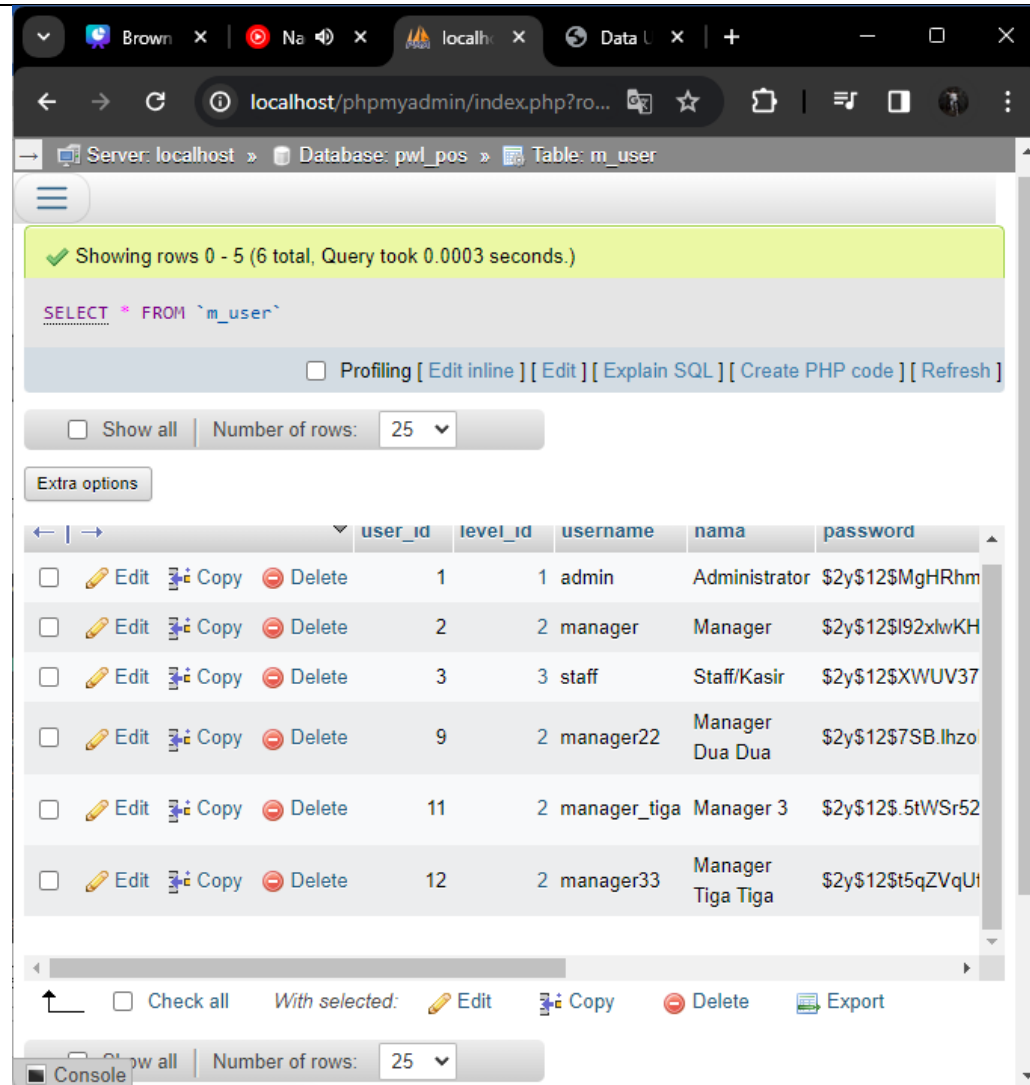 Brown
Na
localho
Data U
localhost/phpmyadmin/index.php?ro...
Server: localhost » Database: pwl_pos » Table: m_user
Showing rows 0 - 5 (6 total, Query took 0.0003 seconds.)
SELECT * FROM `m_user`
Profiling [ Edit inline ] [ Edit ] [ Explain SQL ] [ Create PHP code ] [ Refresh ]
Show all Number of rows: 25
Extra options
user_id level_id username nama password
Edit Copy Delete 1 1 admin Administrator $2y$12$MgHRhm
Edit Copy Delete 2 2 manager Manager $2y$12$I92xlwKH
Edit Copy Delete 3 3 staff Staff/Kasir $2y$12$XWUV37
Edit Copy Delete 9 2 manager22 Manager Dua Dua $2y$12$7SB.lhzo
Edit Copy Delete 11 2 manager_tiga Manager 3 $2y$12$.5tWSr52
Edit Copy Delete 12 2 manager33 Manager Tiga Tiga $2y$12$t5qZVqUf
Check all With selected: Edit Copy Delete Export
Show all Number of rows: 25
Console